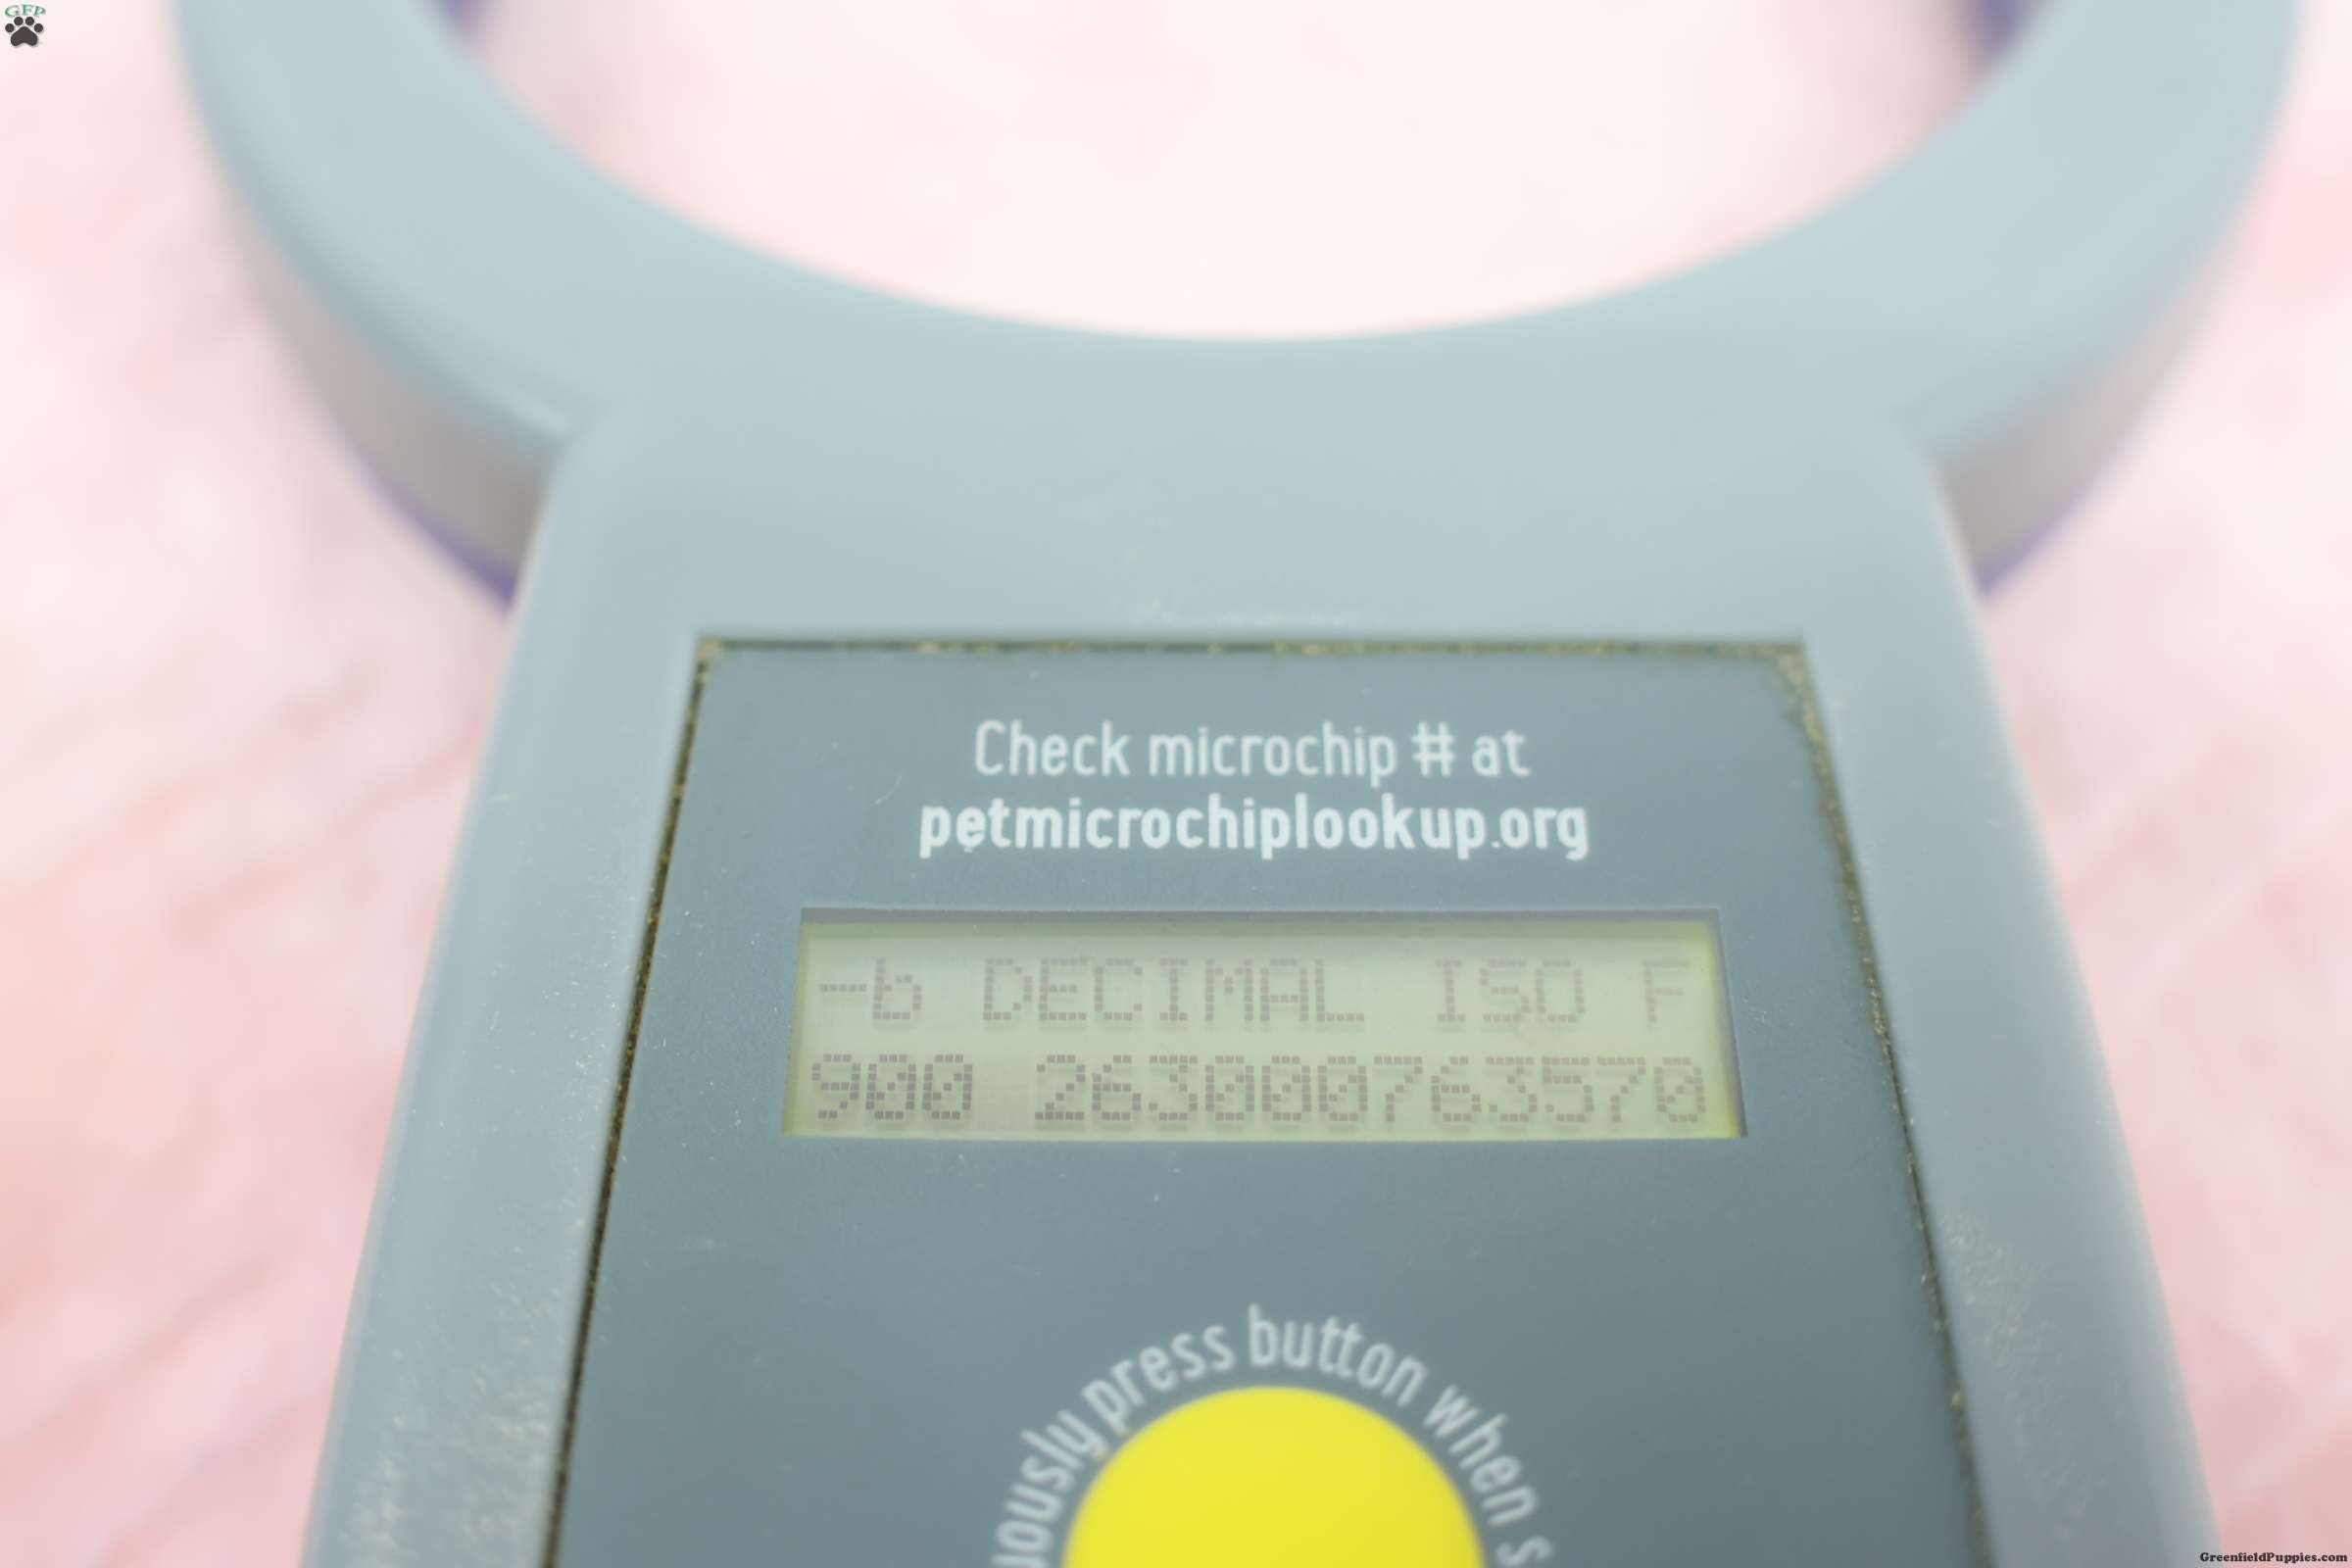 GFP
Check microchip # at
petmicrochiplookup.org
-b DECIMAL ISO F
900 263000763570
press button when
GreenfieldPuppies.com